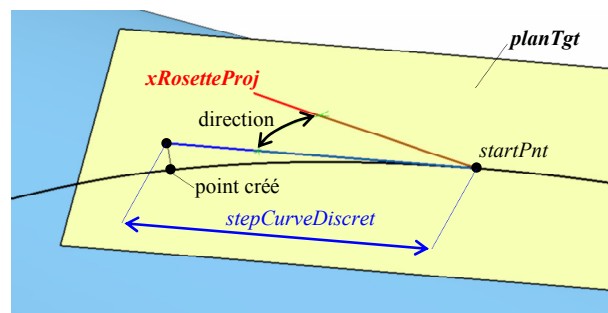 planTgt
xRosetteProj
direction
startPnt
point créé
stepCurveDiscret